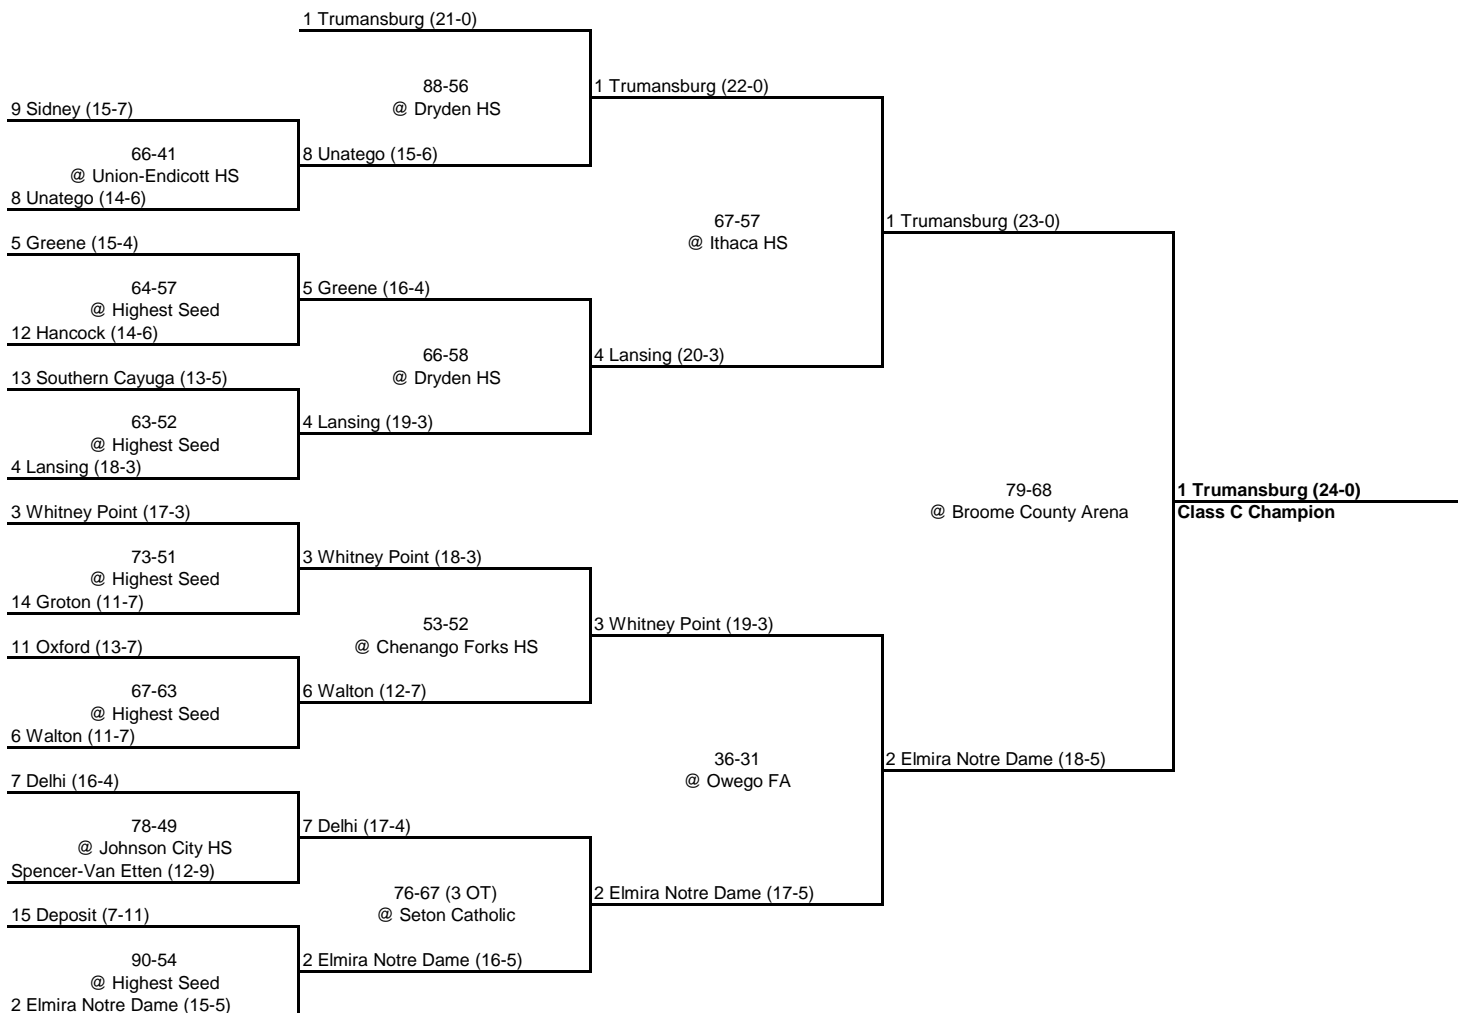 1 Trumansburg (21-0)
88-56
@ Dryden HS
1 Trumansburg (22-0)
9 Sidney (15-7)
66-41
@ Union-Endicott HS
8 Unatego (15-6)
8 Unatego (14-6)
67-57
@ Ithaca HS
1 Trumansburg (23-0)
5 Greene (15-4)
64-57
@ Highest Seed
5 Greene (16-4)
12 Hancock (14-6)
66-58
@ Dryden HS
4 Lansing (20-3)
13 Southern Cayuga (13-5)
63-52
@ Highest Seed
4 Lansing (19-3)
4 Lansing (18-3)
79-68
@ Broome County Arena
1 Trumansburg (24-0)
Class C Champion
3 Whitney Point (17-3)
73-51
@ Highest Seed
3 Whitney Point (18-3)
14 Groton (11-7)
53-52
@ Chenango Forks HS
3 Whitney Point (19-3)
11 Oxford (13-7)
67-63
@ Highest Seed
6 Walton (12-7)
6 Walton (11-7)
36-31
@ Owego FA
2 Elmira Notre Dame (18-5)
7 Delhi (16-4)
78-49
@ Johnson City HS
7 Delhi (17-4)
Spencer-Van Etten (12-9)
76-67 (3 OT)
@ Seton Catholic
2 Elmira Notre Dame (17-5)
15 Deposit (7-11)
90-54
@ Highest Seed
2 Elmira Notre Dame (16-5)
2 Elmira Notre Dame (15-5)